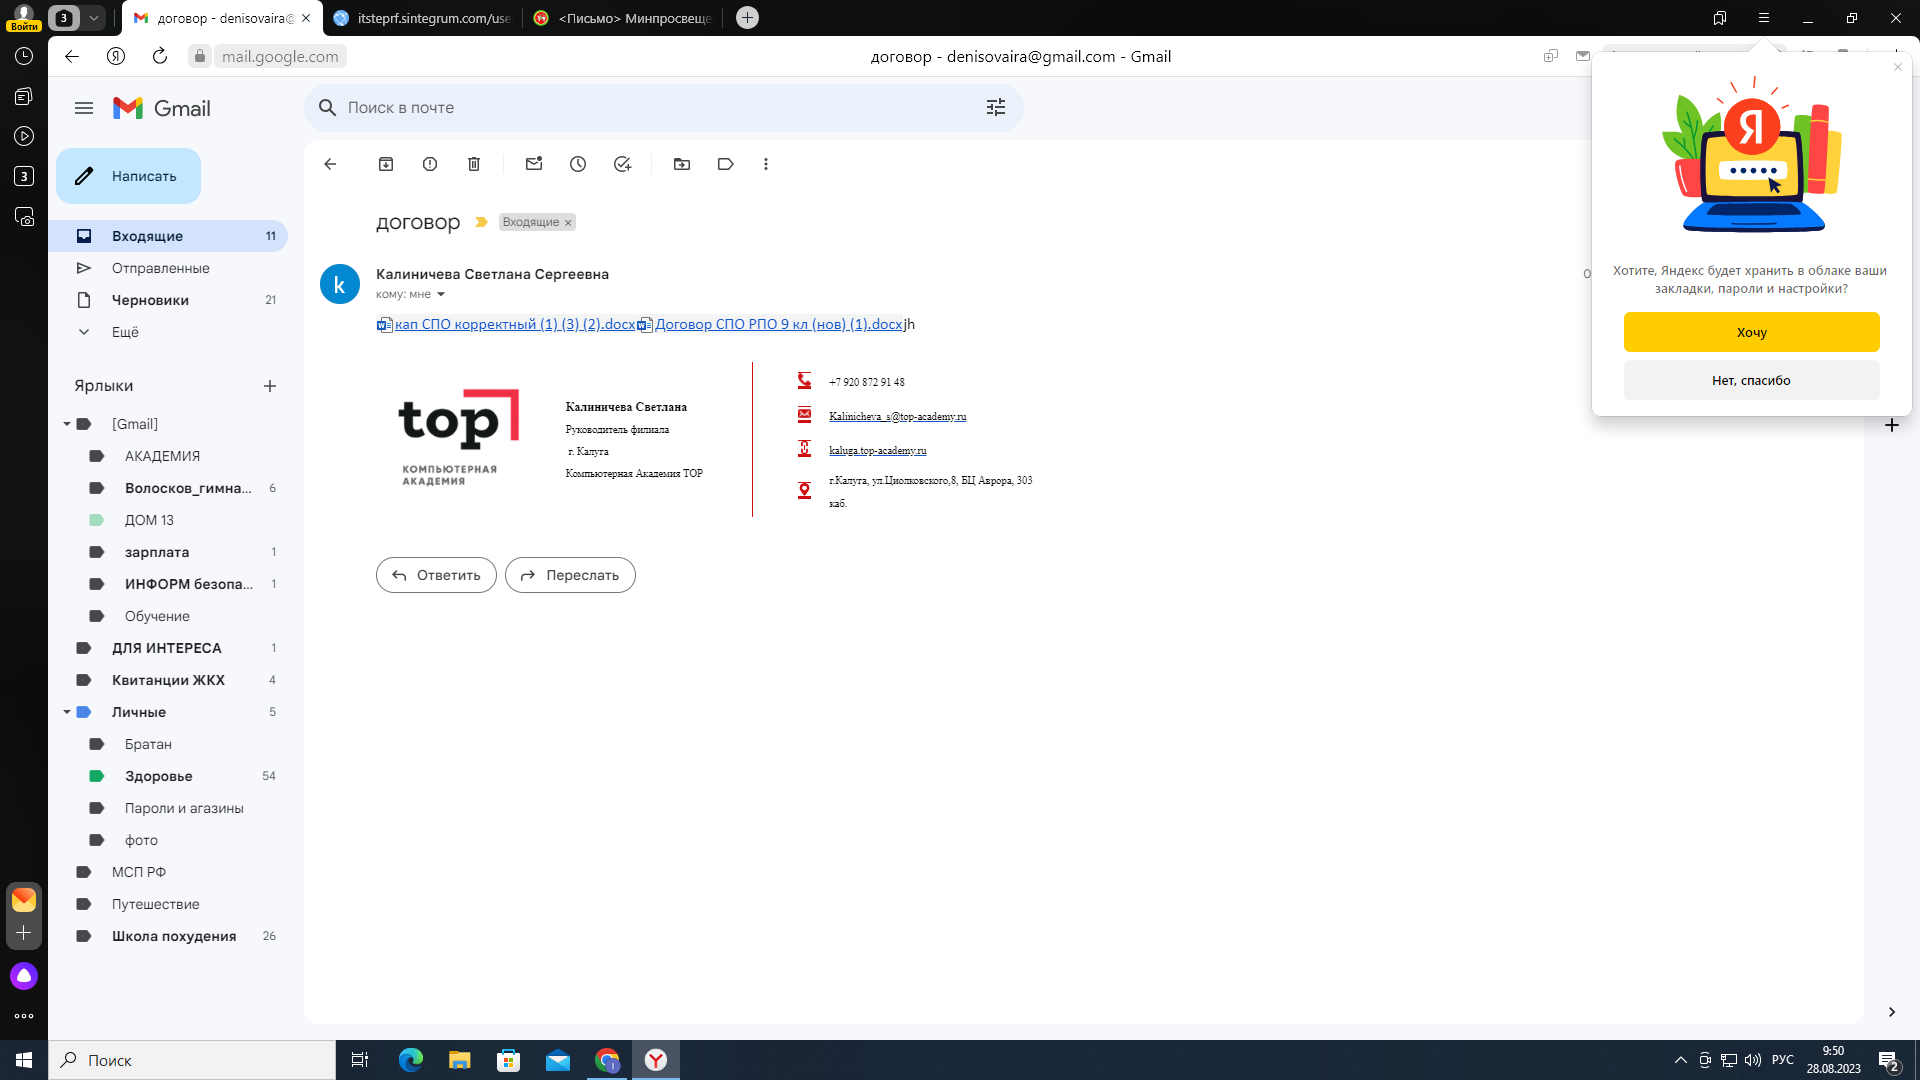 Войти
3
договор - denisovaira@
itsteprf.sintegrum.com/use
<Письмо> Минпросвеще
mail.google.com
договор - denisovaira@gmail.com - Gmail
Gmail
Поиск в почте
Написать
3
Входящие 11
Отправленные
Черновики 21
Ещё
Ярлыки
[Gmail]
АКАДЕМИЯ
Волосков_гимна... 6
ДОМ 13
зарплата 1
ИНФОРМ безопа... 1
Обучение
ДЛЯ ИНТЕРЕСА 1
Квитанции ЖКХ 4
Личные 5
Братан
Здоровье 54
Пароли и агазины
фото
МСП РФ
Путешествие
Школа похудения 26
договор
Входящие ×
k
Калиничева Светлана Сергеевна
кому: мне
кап СПО корректный (1) (3) (2).docx Договор СПО РПО 9 кл (нов) (1).docxjh
top
КОМПЬЮТЕРНАЯ
АКАДЕМИЯ
Калиничева Светлана
Руководитель филиала
г. Калуга
Компьютерная Академия TOP
+7 920 872 91 48
Kalinicheva_s@top-academy.ru
kaluga.top-academy.ru
г.Калуга, ул.Циолковского,8, БЦ Аврора, 303
каб.
Ответить
Переслать
Я
Хотите, Яндекс будет хранить в облаке ваши
закладки, пароли и настройки?
Хочу
Нет, спасибо
Поиск
РУС
9:50
28.08.2023
2